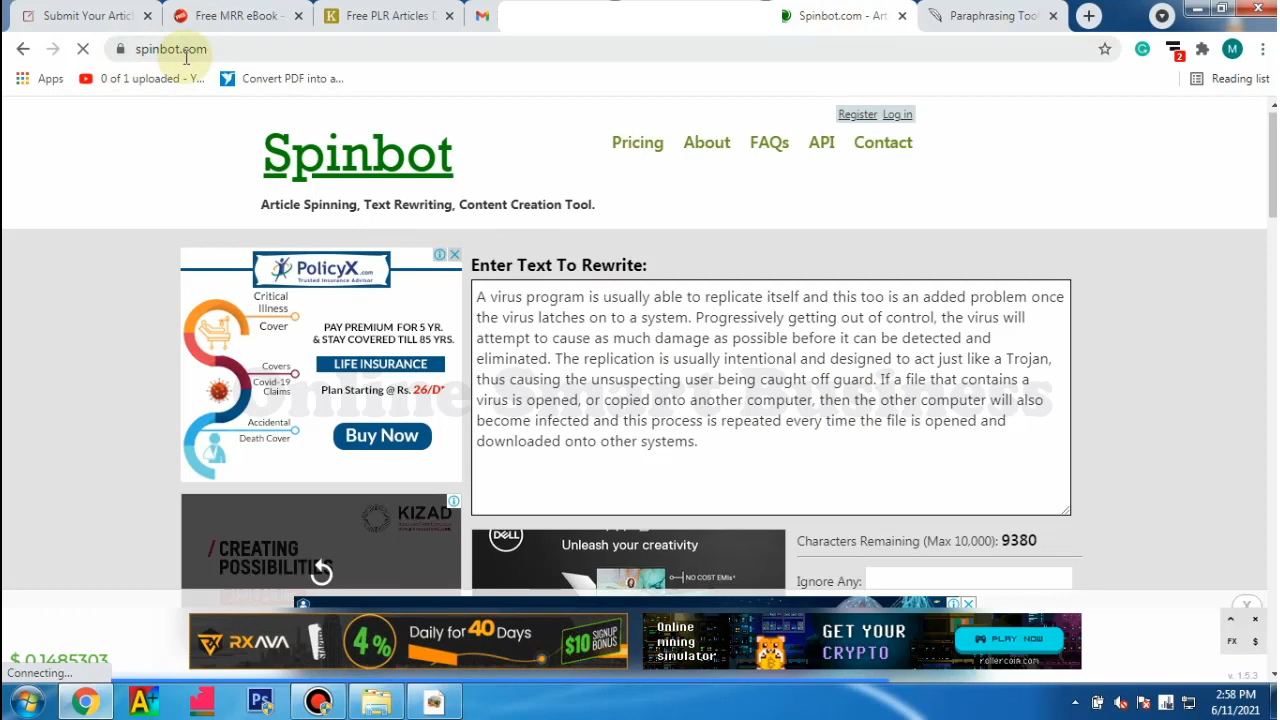 Submit Your Artic
Free MRR eBook -
Free PLR Articles D
Spinbot.com - Art
Paraphrasing Tool
spinbot.com
2
M
Apps
0 of 1 uploaded - Y...
Convert PDF into a...
Reading list
Register Log in
Spinbot
Pricing About FAQs API Contact
Article Spinning, Text Rewriting, Content Creation Tool.
PolicyX.com
Trusted Insurance Advisor
Critical
Illness
Cover
PAY PREMIUM FOR 5 YR.
& STAY COVERED TILL 85 YRS.
LIFE INSURANCE
Covers
Covid-19
Claims
Plan Starting @ Rs. 26/D*
Accidental
Death Cover
Buy Now
Enter Text To Rewrite:
A virus program is usually able to replicate itself and this too is an added problem once
the virus latches on to a system. Progressively getting out of control, the virus will
attempt to cause as much damage as possible before it can be detected and
eliminated. The replication is usually intentional and designed to act just like a Trojan,
thus causing the unsuspecting user being caught off guard. If a file that contains a
virus is opened, or copied onto another computer, then the other computer will also
become infected and this process is repeated every time the file is opened and
downloaded onto other systems.
Online Smart Business
KIZAD
/ CREATING
POSSIBILITIES
DELL
Unleash your creativity
NO COST EMIs*
Characters Remaining (Max 10,000): 9380
Ignore Any:
X
RXAVA
4%
Daily for 40 Days
$10 SIGNUP
BONUS
Online
mining
simulator
GET YOUR
CRYPTO
PLAY NOW
rollercoin.com
FX $
$ 0.1485303
Connecting...
v. 1.5.3
2:58 PM
6/11/2021